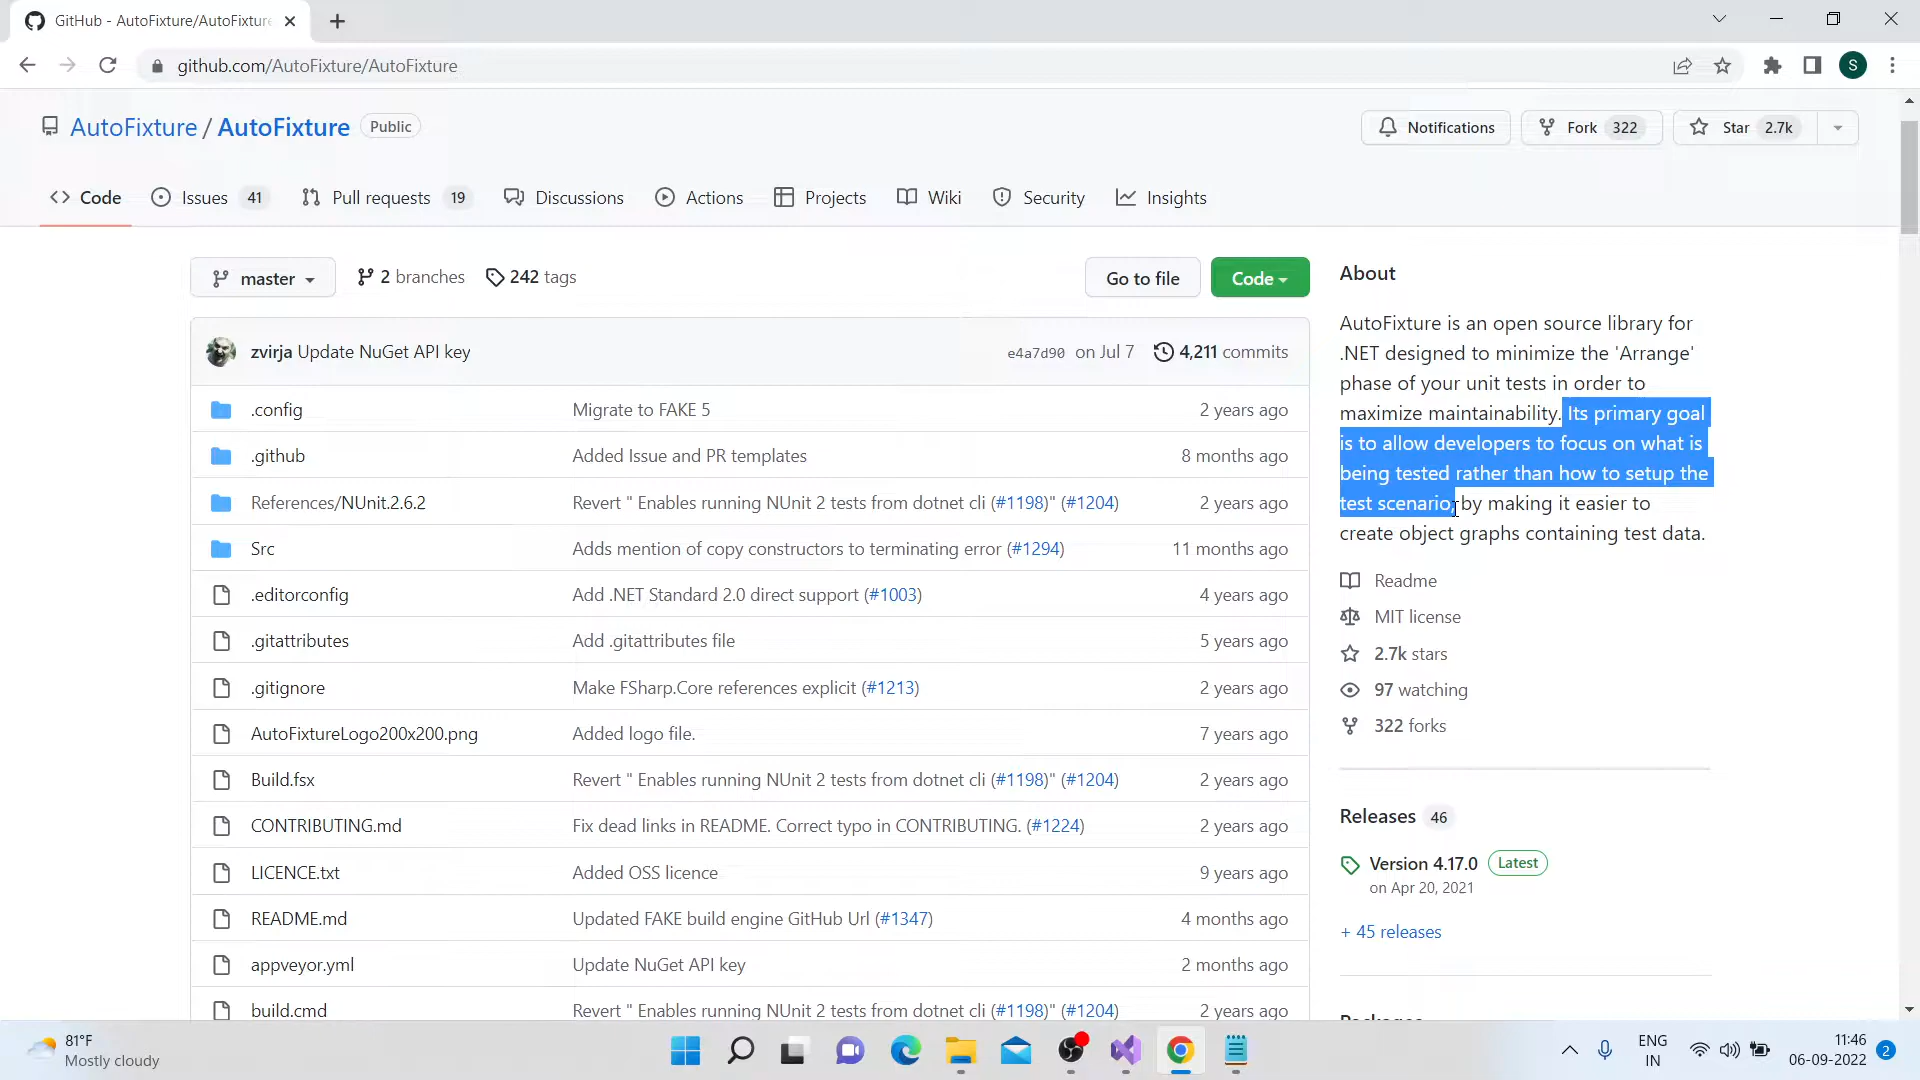 GitHub - AutoFixture/AutoFixture
github.com/AutoFixture/AutoFixture
S
AutoFixture / AutoFixture Public
Notifications Fork 322 Star 2.7k
Code Issues 41 Pull requests 19 Discussions Actions Projects Wiki Security Insights
master 2 branches 242 tags Go to file Code
zvirja Update NuGet API key e4a7d90 on Jul 7 4,211 commits
.config Migrate to FAKE 5 2 years ago
.github Added Issue and PR templates 8 months ago
References/NUnit.2.6.2 Revert " Enables running NUnit 2 tests from dotnet cli (#1198)" (#1204) 2 years ago
Src Adds mention of copy constructors to terminating error (#1294) 11 months ago
.editorconfig Add .NET Standard 2.0 direct support (#1003) 4 years ago
.gitattributes Add .gitattributes file 5 years ago
.gitignore Make FSharp.Core references explicit (#1213) 2 years ago
AutoFixtureLogo200x200.png Added logo file. 7 years ago
Build.fsx Revert " Enables running NUnit 2 tests from dotnet cli (#1198)" (#1204) 2 years ago
CONTRIBUTING.md Fix dead links in README. Correct typo in CONTRIBUTING. (#1224) 2 years ago
LICENCE.txt Added OSS licence 9 years ago
README.md Updated FAKE build engine GitHub Url (#1347) 4 months ago
appveyor.yml Update NuGet API key 2 months ago
build.cmd Revert " Enables running NUnit 2 tests from dotnet cli (#1198)" (#1204) 2 years ago
About
AutoFixture is an open source library for
.NET designed to minimize the 'Arrange'
phase of your unit tests in order to
maximize maintainability. Its primary goal
is to allow developers to focus on what is
being tested rather than how to setup the
test scenario, by making it easier to
create object graphs containing test data.
Readme
MIT license
2.7k stars
97 watching
322 forks
Releases 46
Version 4.17.0 Latest
on Apr 20, 2021
+ 45 releases
81°F
Mostly cloudy
ENG
IN
11:46
06-09-2022
2